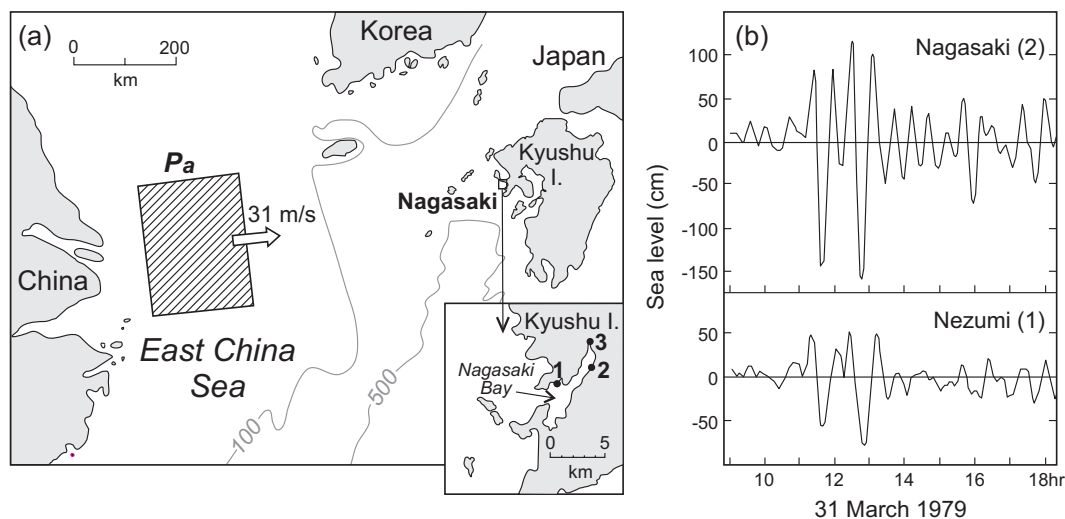 (a)
0 200
km
Korea
Japan
Pa
31 m/s
Kyushu
I.
Nagasaki
China
East China
Sea
100
500
Kyushu I.
3
1
2
Nagasaki
Bay
0 5
km
(b)
Nagasaki (2)
100
50
0
-50
-100
-150
Sea level (cm)
Nezumi (1)
50
0
-50
10 12 14 16 18hr
31 March 1979